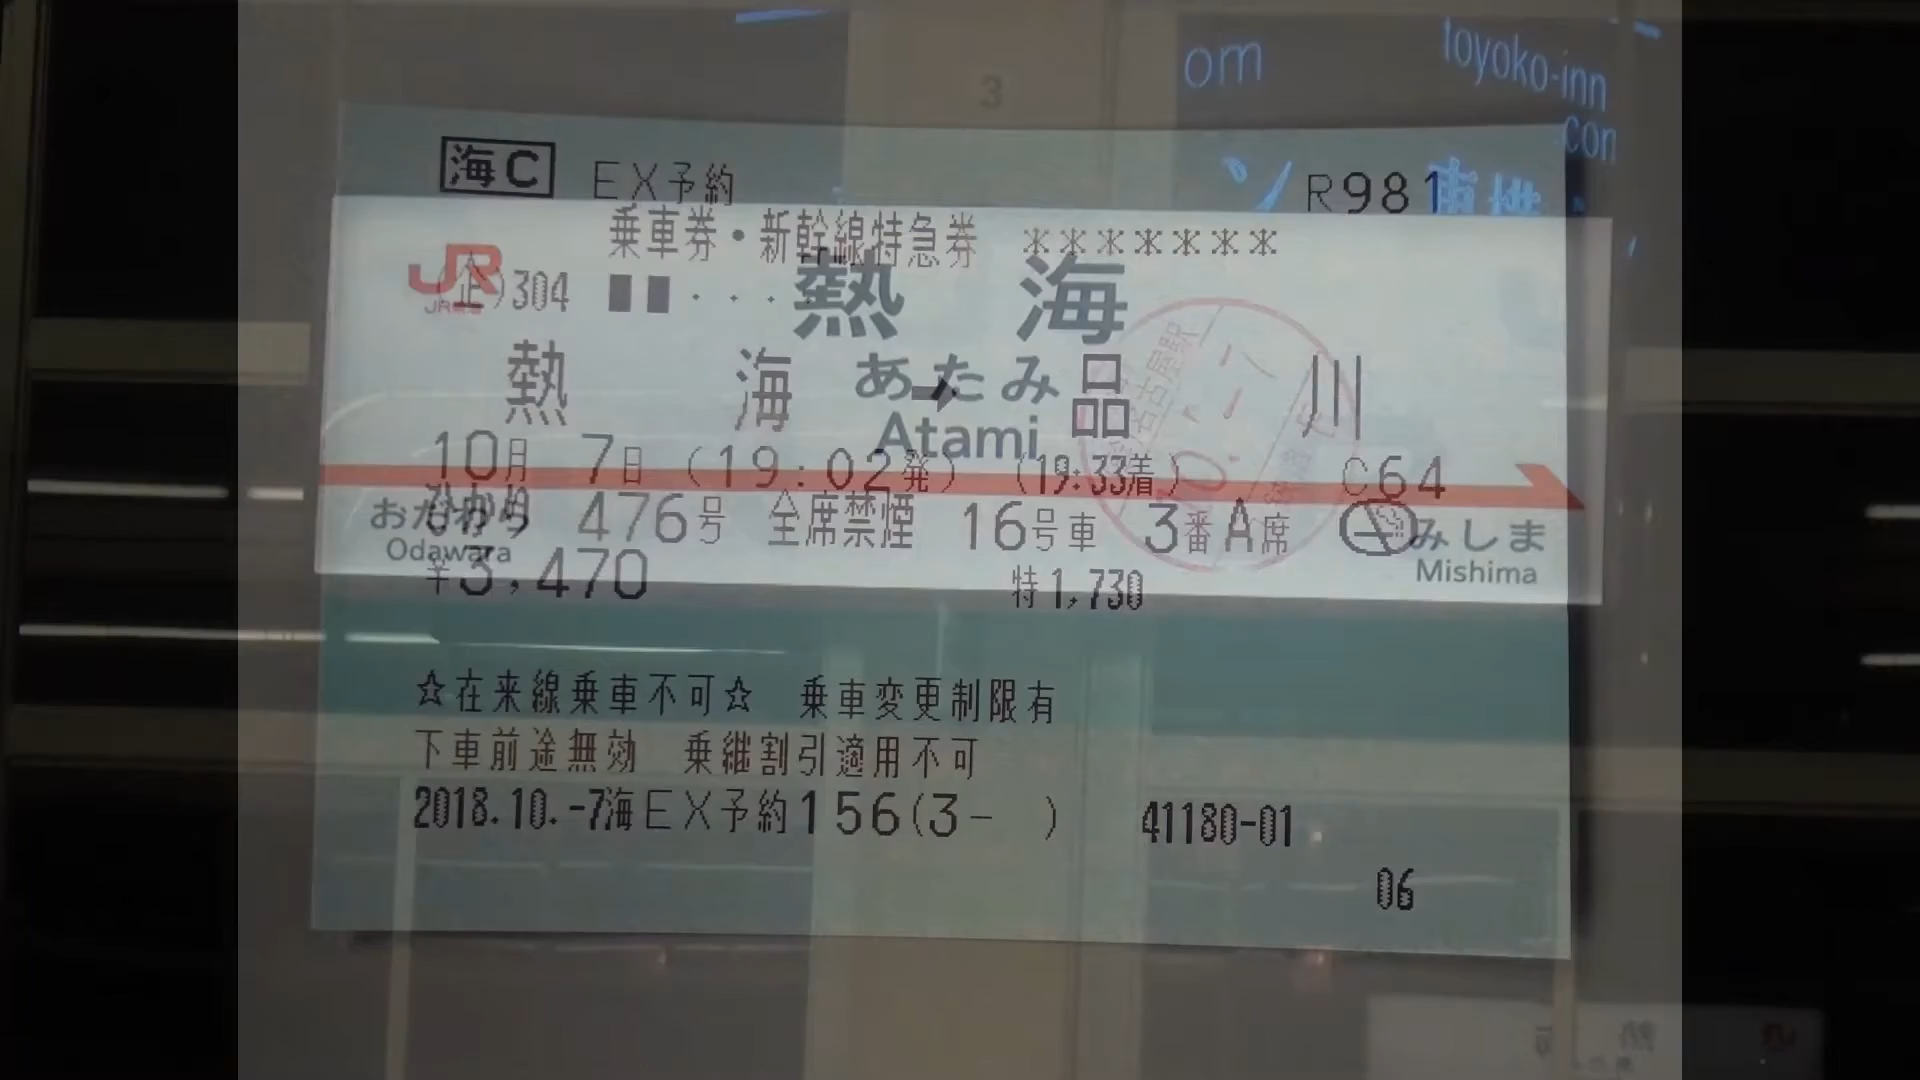 om
toyoko-inn
.com
3
海C EX予約 R981
乗車券・新幹線特急券 *******
JR
304 ■■・・・・
熱海
あたみ
Atami
熱海 → 品川
10月 7日 (19:02発) (19:33着) C64
ひかり 476号 全席禁煙 16号車 3番A席
おだわら
Odawara
みしま
Mishima
¥3,470 特1,730
☆在来線乗車不可☆ 乗車変更制限有
下車前途無効 乗継割引適用不可
2018.10.-7海EX予約156(3- ) 41180-01
06